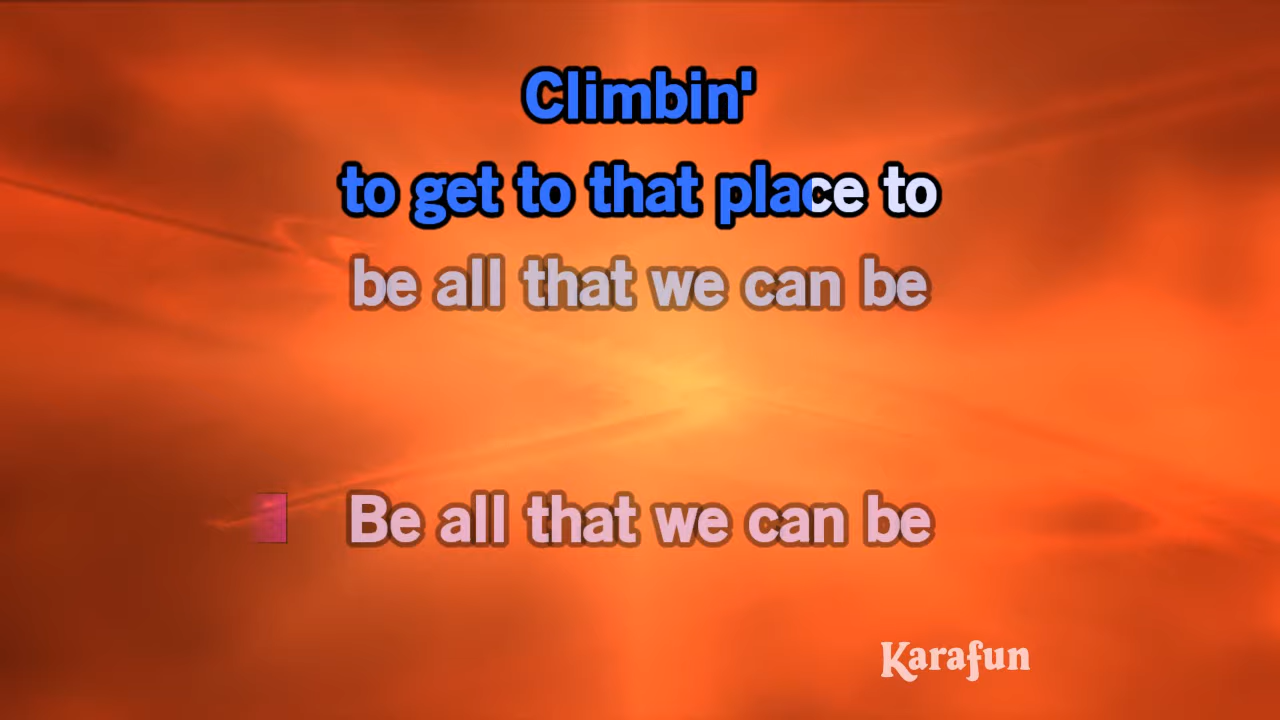 Climbin'
to get to that place to
be all that we can be
Be all that we can be
Karafun